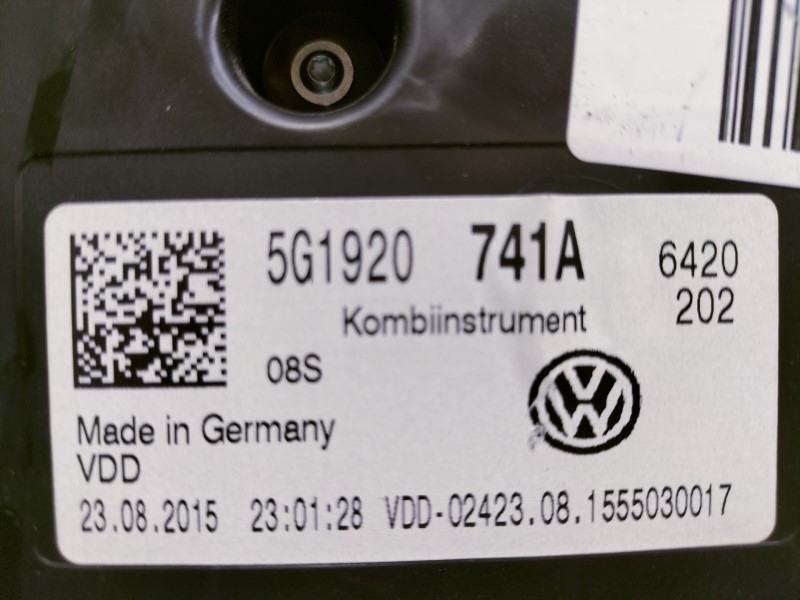 5G1920 741A 6420
202
Kombiinstrument
08S
Made in Germany
VDD
23.08.2015 23:01:28 VDD-02423.08.1555030017